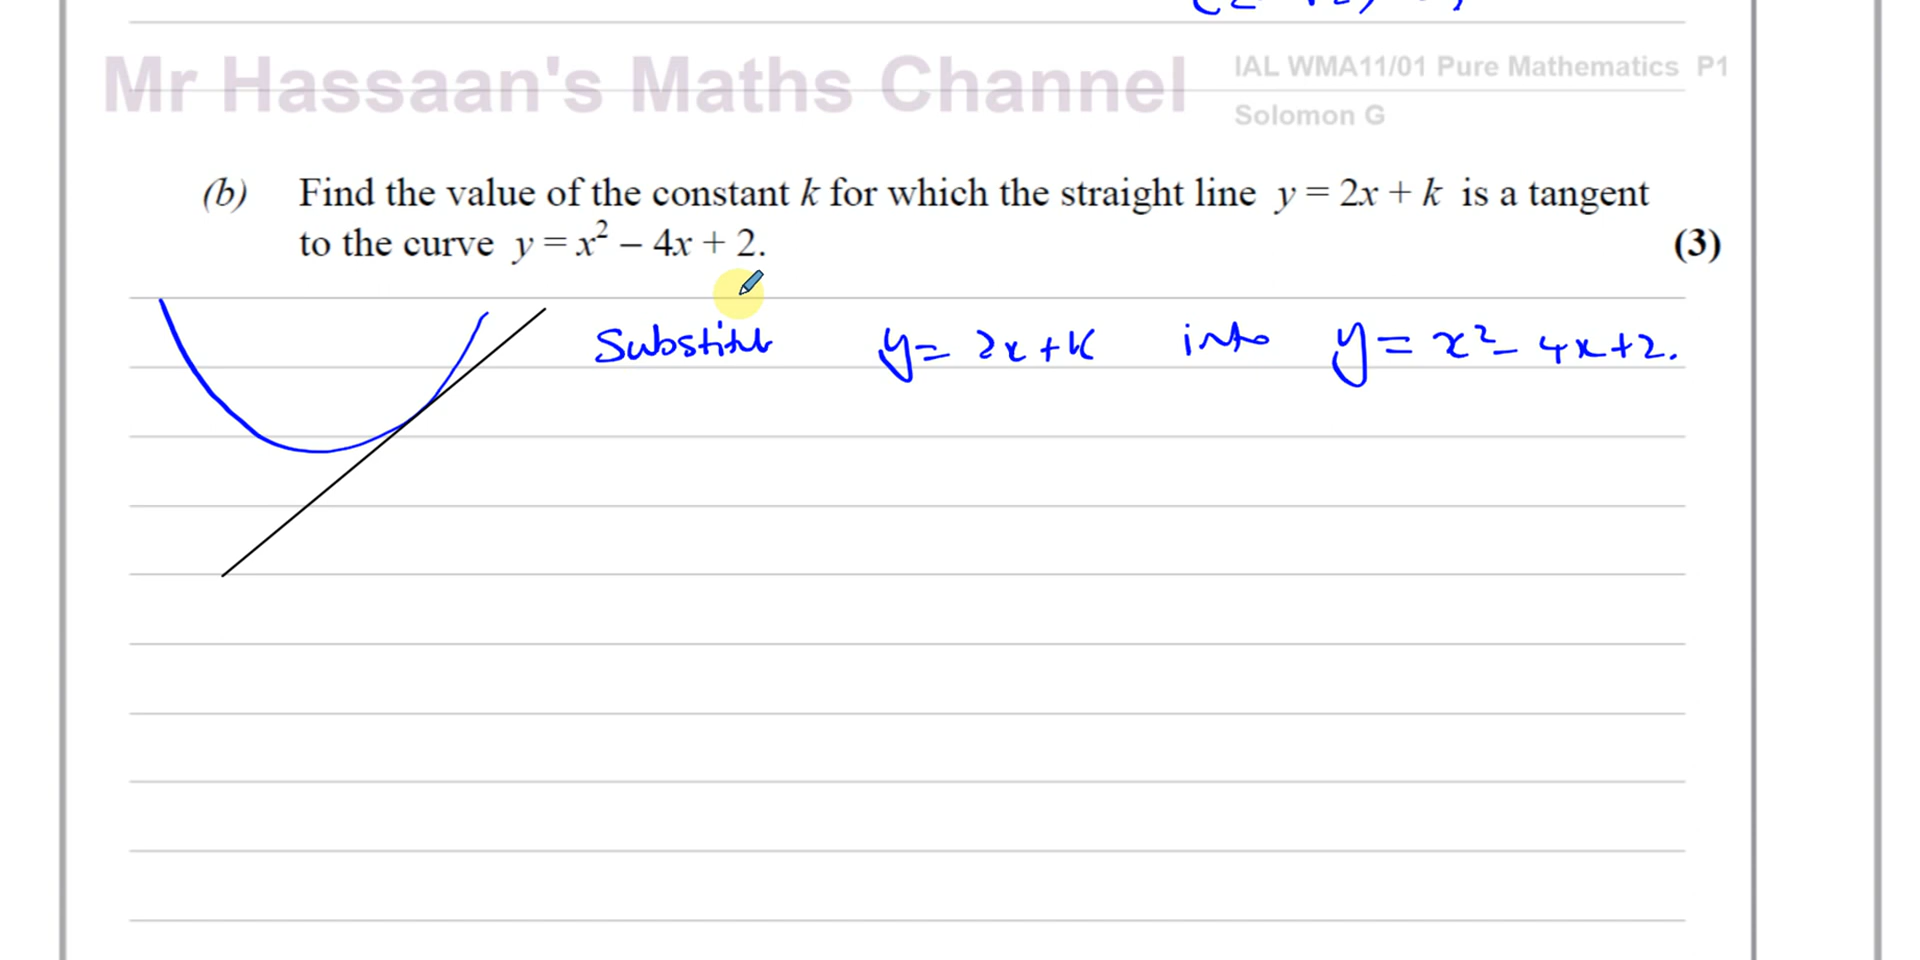 Mr Hassaan's Maths Channel
IAL WMA11/01 Pure Mathematics P1
Solomon G
(b) Find the value of the constant k for which the straight line y = 2x + k is a tangent
to the curve y = x² – 4x + 2.
(3)
y = 2x + k into y = x² – 4x + 2.